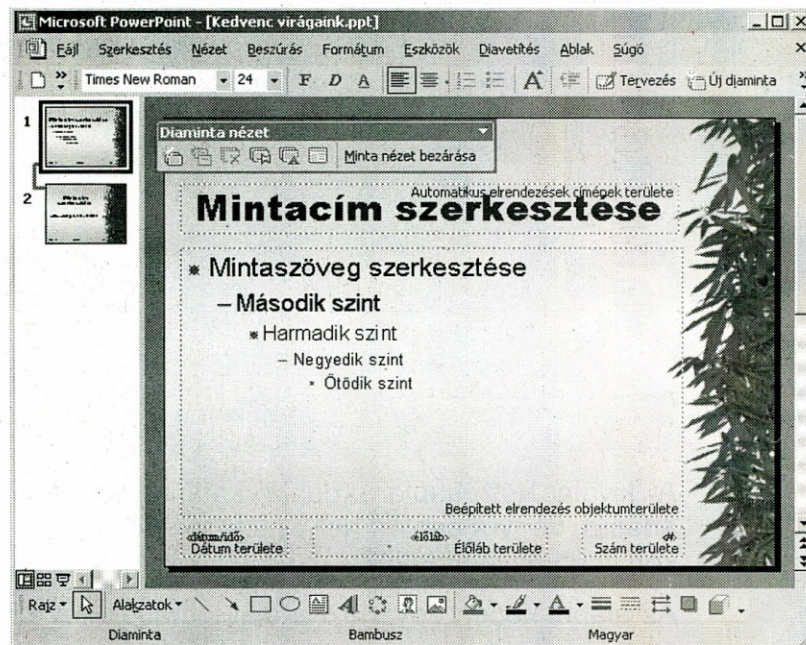 Microsoft PowerPoint - [Kedvenc virágaink.ppt]
Fájl Szerkesztés Nézet Beszúrás Formátum Eszközök Diavetítés Ablak Súgó
Times New Roman 24 F D A Tervezés Új diaminta
1
2
Diaminta nézet
Minta nézet bezárása
Automatikus elrendezések címének területe
Mintacím szerkesztése
Mintaszöveg szerkesztése
– Második szint
Harmadik szint
– Negyedik szint
Ötödik szint
Beépített elrendezés objektumterülete
<dátum/idő> <élőláb> <#>
Dátum területe Élőláb területe Szám területe
Rajz Alakzatok
Diaminta Bambusz Magyar